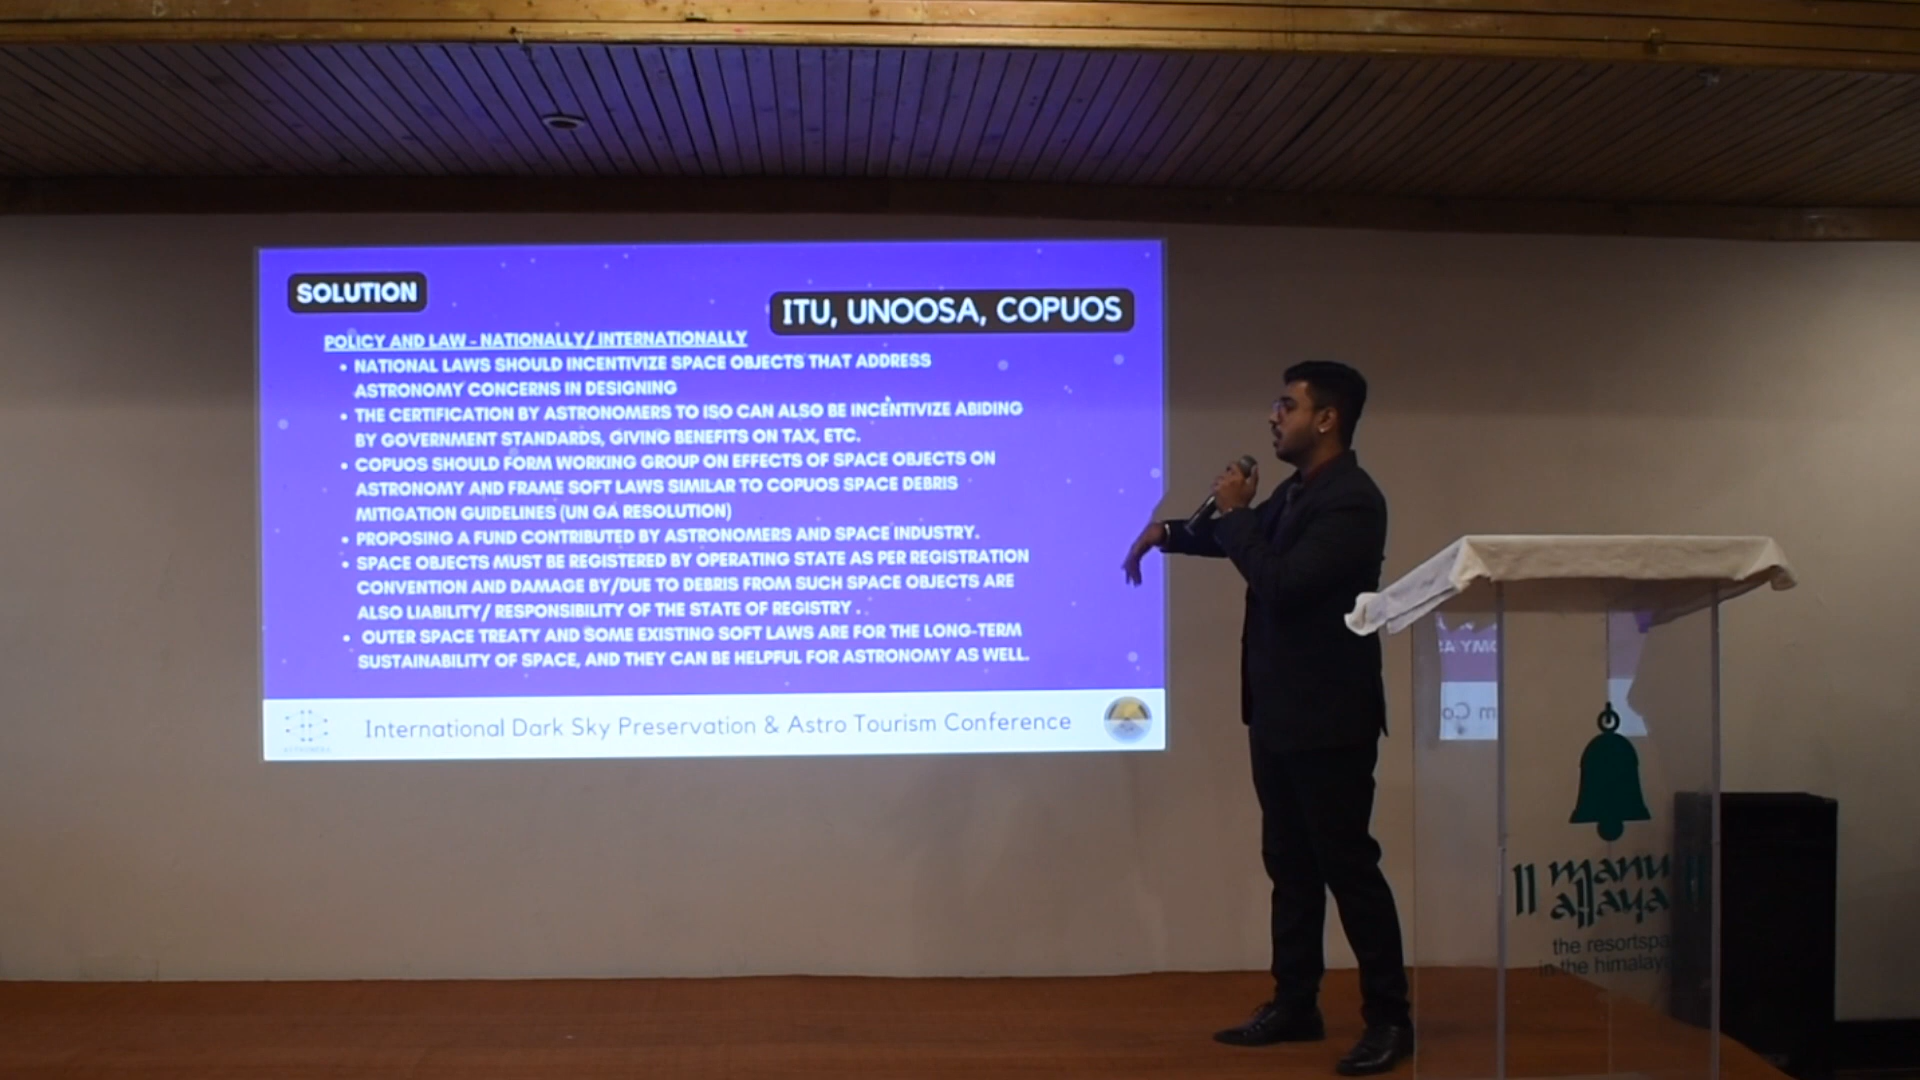 SOLUTION
ITU, UNOOSA, COPUOS
POLICY AND LAW - NATIONALLY/ INTERNATIONALLY
• NATIONAL LAWS SHOULD INCENTIVIZE SPACE OBJECTS THAT ADDRESS
ASTRONOMY CONCERNS IN DESIGNING
• THE CERTIFICATION BY ASTRONOMERS TO ISO CAN ALSO BE INCENTIVIZE ABIDING
BY GOVERNMENT STANDARDS, GIVING BENEFITS ON TAX, ETC.
• COPUOS SHOULD FORM WORKING GROUP ON EFFECTS OF SPACE OBJECTS ON
ASTRONOMY AND FRAME SOFT LAWS SIMILAR TO COPUOS SPACE DEBRIS
MITIGATION GUIDELINES (UN GA RESOLUTION)
• PROPOSING A FUND CONTRIBUTED BY ASTRONOMERS AND SPACE INDUSTRY.
• SPACE OBJECTS MUST BE REGISTERED BY OPERATING STATE AS PER REGISTRATION
CONVENTION AND DAMAGE BY/DUE TO DEBRIS FROM SUCH SPACE OBJECTS ARE
ALSO LIABILITY/ RESPONSIBILITY OF THE STATE OF REGISTRY .
• OUTER SPACE TREATY AND SOME EXISTING SOFT LAWS ARE FOR THE LONG-TERM
SUSTAINABILITY OF SPACE, AND THEY CAN BE HELPFUL FOR ASTRONOMY AS WELL.
International Dark Sky Preservation & Astro Tourism Conference
manu
allaya
the resortspa
in the himalaya